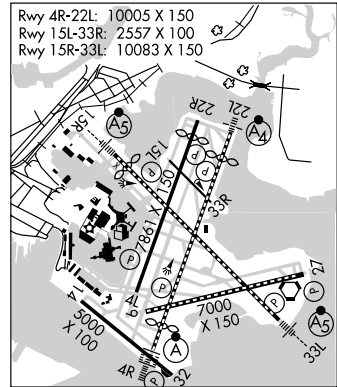 Rwy 4R-22L: 10005 X 150
Rwy 15L-33R: 2557 X 100
Rwy 15R-33L: 10083 X 150
A5
22R
22L
A4
15R
15L
P
P
33R
7861 X 150
P
P
27
P
14
4L
9
7000
X 150
P
A5
5000
X 100
A
33L
4R
P
32